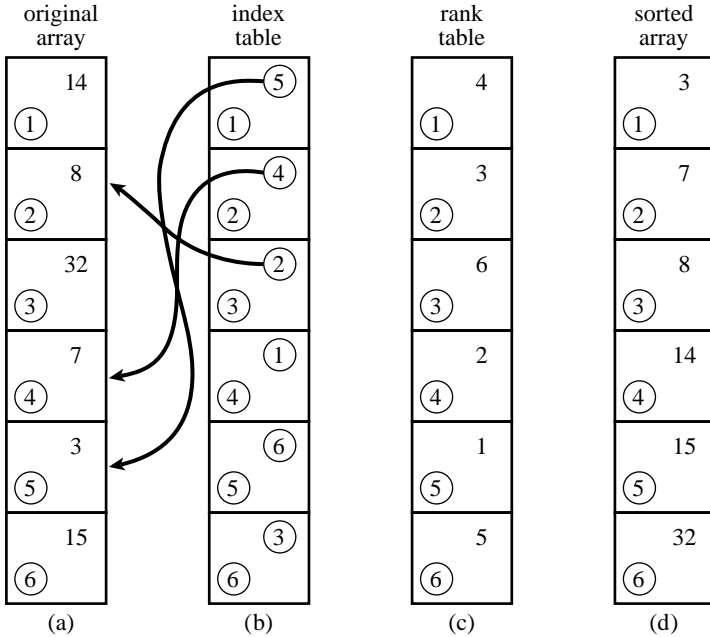 original index rank sorted
array table table array
14 5 4 3
1 1 1 1
8 4 3 7
2 2 2 2
32 2 6 8
3 3 3 3
7 1 2 14
4 4 4 4
3 6 1 15
5 5 5 5
15 3 5 32
6 6 6 6
(a) (b) (c) (d)